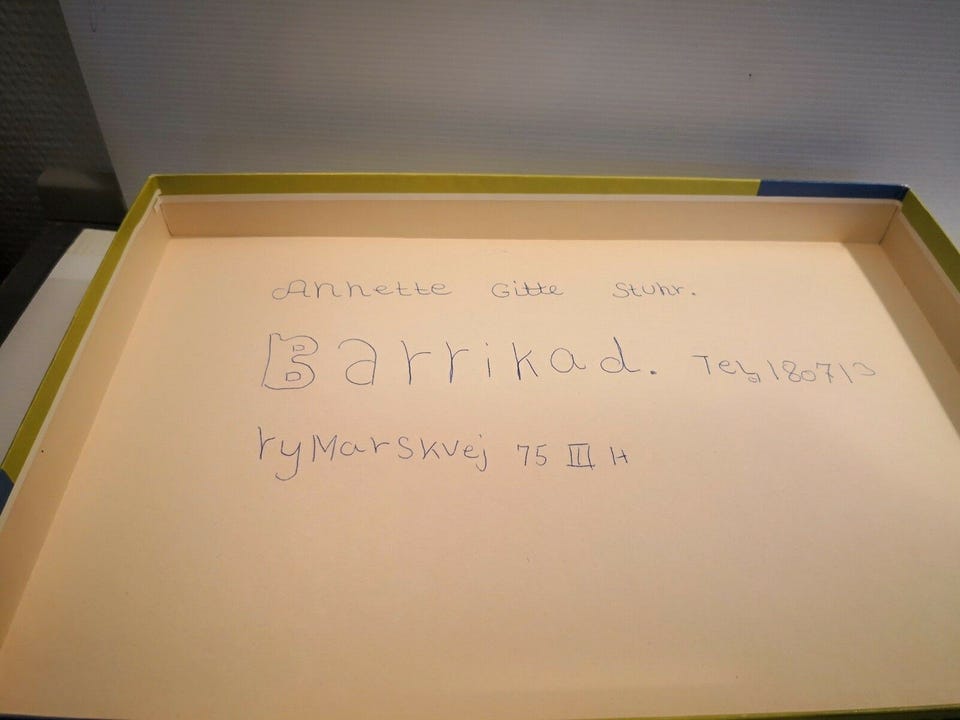 Annette Gitte Stuhr.
Barrikad. Tel, 180713
ryMarskvej 75 III H